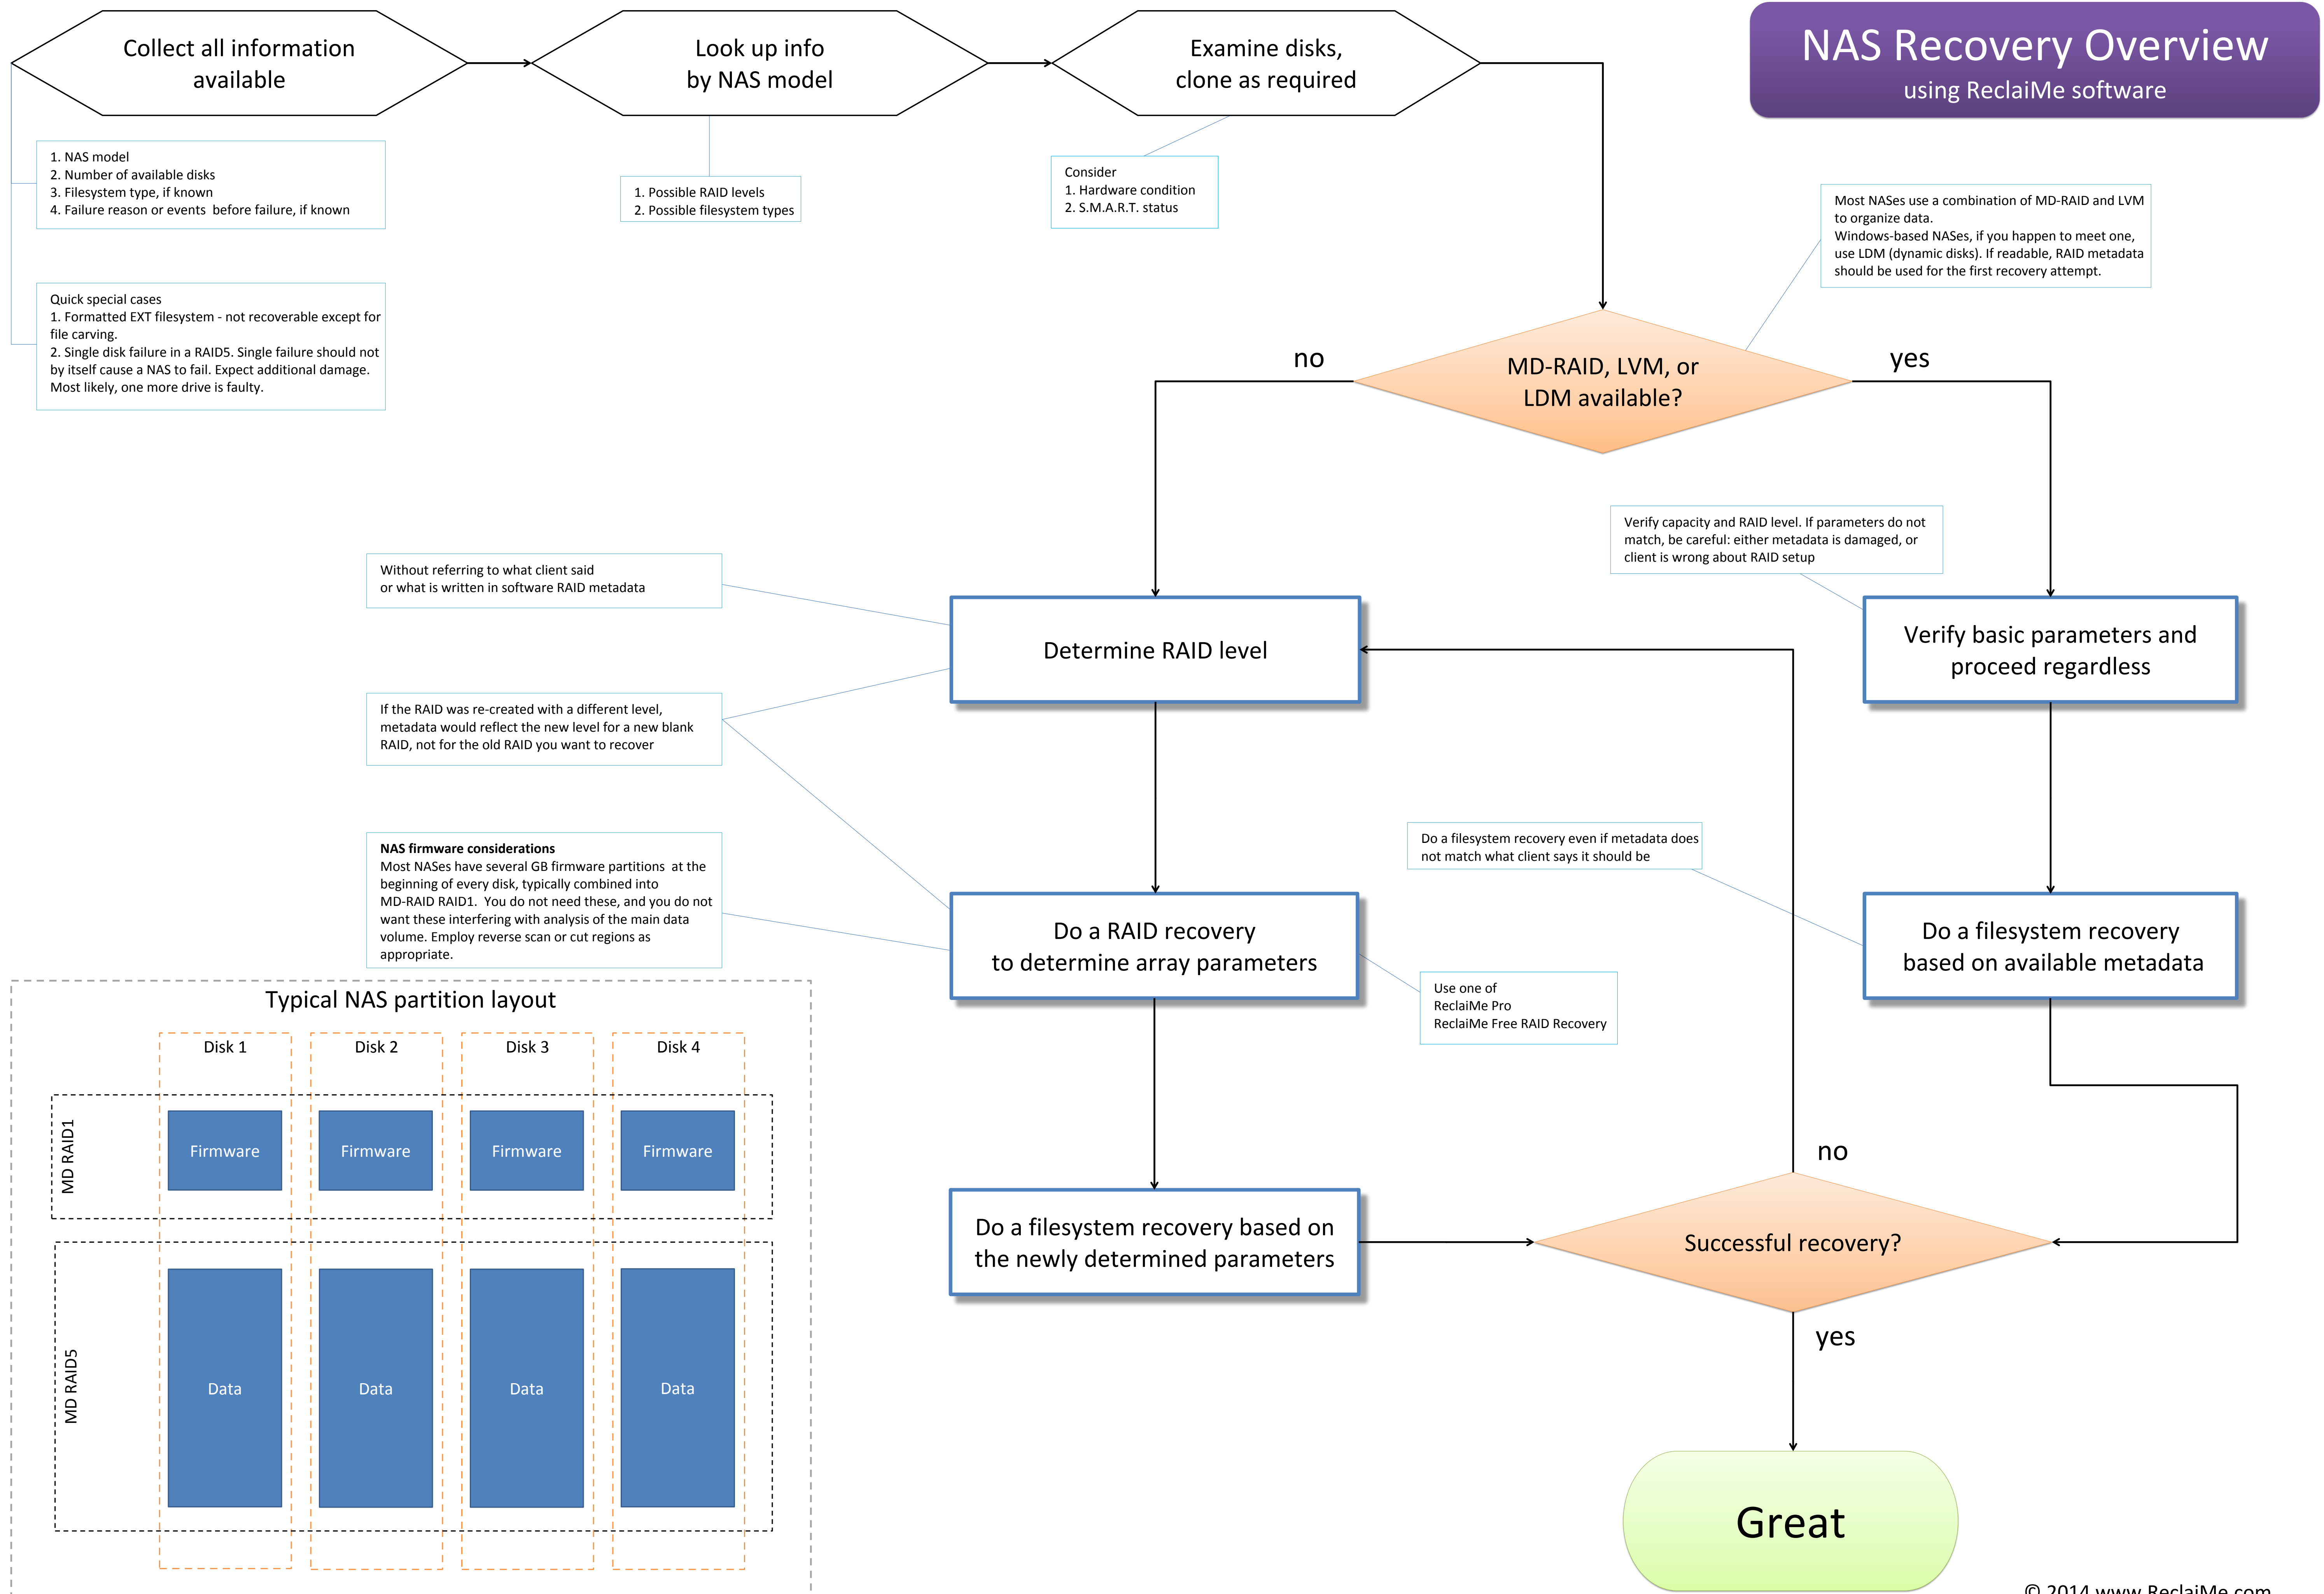 Collect all information
available
Look up info
by NAS model
Examine disks,
clone as required
NAS Recovery Overview
using ReclaiMe software
1. NAS model
2. Number of available disks
3. Filesystem type, if known
4. Failure reason or events before failure, if known
1. Possible RAID levels
2. Possible filesystem types
Consider
1. Hardware condition
2. S.M.A.R.T. status
Most NASes use a combination of MD-RAID and LVM
to organize data.
Windows-based NASes, if you happen to meet one,
use LDM (dynamic disks). If readable, RAID metadata
should be used for the first recovery attempt.
Quick special cases
1. Formatted EXT filesystem - not recoverable except for
file carving.
2. Single disk failure in a RAID5. Single failure should not
by itself cause a NAS to fail. Expect additional damage.
Most likely, one more drive is faulty.
no
MD-RAID, LVM, or
LDM available?
yes
Verify capacity and RAID level. If parameters do not
match, be careful: either metadata is damaged, or
client is wrong about RAID setup
Without referring to what client said
or what is written in software RAID metadata
Determine RAID level
Verify basic parameters and
proceed regardless
If the RAID was re-created with a different level,
metadata would reflect the new level for a new blank
RAID, not for the old RAID you want to recover
NAS firmware considerations
Most NASes have several GB firmware partitions at the
beginning of every disk, typically combined into
MD-RAID RAID1. You do not need these, and you do not
want these interfering with analysis of the main data
volume. Employ reverse scan or cut regions as
appropriate.
Do a filesystem recovery even if metadata does
not match what client says it should be
Do a RAID recovery
to determine array parameters
Do a filesystem recovery
based on available metadata
Use one of
ReclaiMe Pro
ReclaiMe Free RAID Recovery
Typical NAS partition layout
Disk 1
Disk 2
Disk 3
Disk 4
MD RAID1
Firmware
Firmware
Firmware
Firmware
no
Do a filesystem recovery based on
the newly determined parameters
Successful recovery?
yes
MD RAID5
Data
Data
Data
Data
Great
© 2014 www.ReclaiMe.com